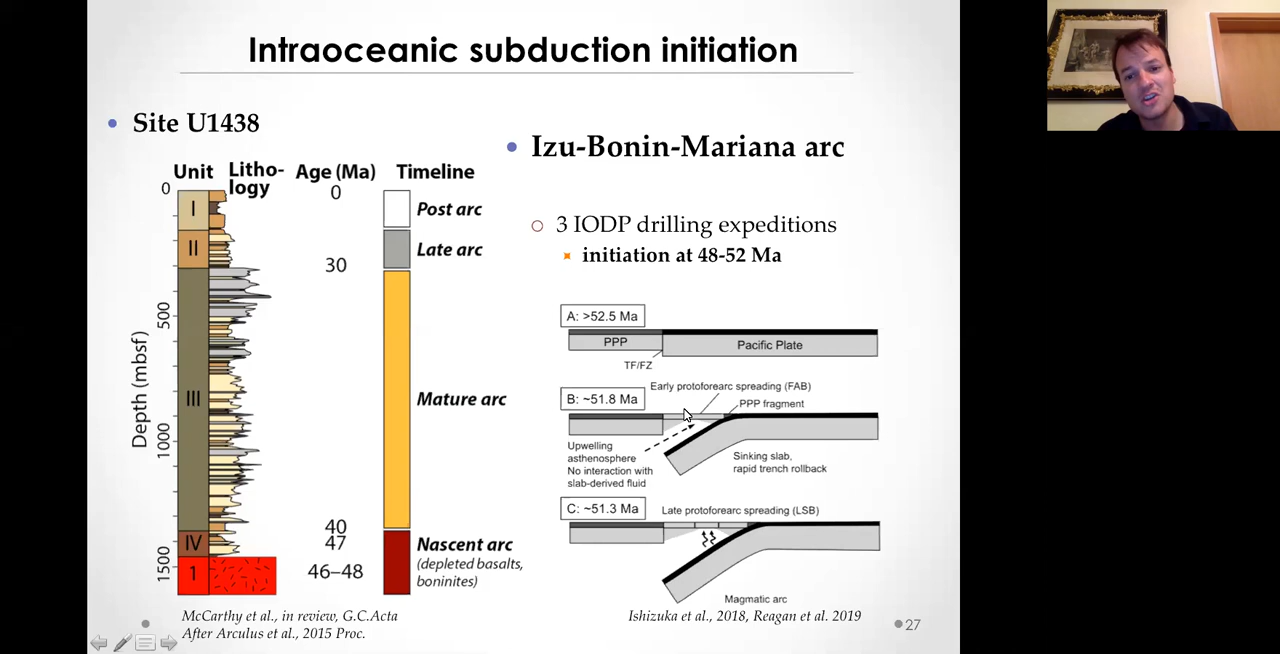 Intraoceanic subduction initiation
Site U1438
Unit
Litho-
logy
Age (Ma)
Timeline
0
500
1000
1500
Depth (mbsf)
I
II
III
IV
1
0
30
40
47
46–48
Post arc
Late arc
Mature arc
Nascent arc
(depleted basalts,
boninites)
McCarthy et al., in review, G.C.Acta
After Arculus et al., 2015 Proc.
Izu-Bonin-Mariana arc
3 IODP drilling expeditions
initiation at 48-52 Ma
A: >52.5 Ma
PPP
Pacific Plate
TF/FZ
Early protoforearc spreading (FAB)
B: ~51.8 Ma
PPP fragment
Upwelling
asthenosphere
No interaction with
slab-derived fluid
Sinking slab,
rapid trench rollback
C: ~51.3 Ma
Late protoforearc spreading (LSB)
Magmatic arc
Ishizuka et al., 2018, Reagan et al. 2019
27